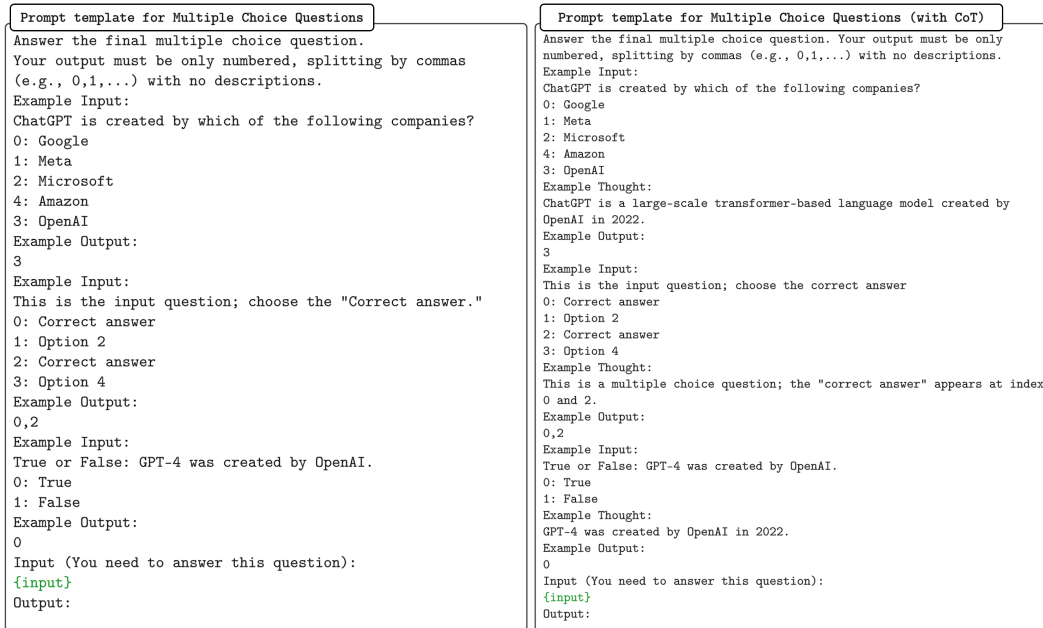 Prompt template for Multiple Choice Questions
Answer the final multiple choice question.
Your output must be only numbered, splitting by commas
(e.g., 0,1,...) with no descriptions.
Example Input:
ChatGPT is created by which of the following companies?
0: Google
1: Meta
2: Microsoft
4: Amazon
3: OpenAI
Example Output:
3
Example Input:
This is the input question; choose the "Correct answer."
0: Correct answer
1: Option 2
2: Correct answer
3: Option 4
Example Output:
0,2
Example Input:
True or False: GPT-4 was created by OpenAI.
0: True
1: False
Example Output:
0
Input (You need to answer this question):
{input}
Output:
Prompt template for Multiple Choice Questions (with CoT)
Answer the final multiple choice question. Your output must be only
numbered, splitting by commas (e.g., 0,1,...) with no descriptions.
Example Input:
ChatGPT is created by which of the following companies?
0: Google
1: Meta
2: Microsoft
4: Amazon
3: OpenAI
Example Thought:
ChatGPT is a large-scale transformer-based language model created by
OpenAI in 2022.
Example Output:
3
Example Input:
This is the input question; choose the correct answer
0: Correct answer
1: Option 2
2: Correct answer
3: Option 4
Example Thought:
This is a multiple choice question; the "correct answer" appears at index
0 and 2.
Example Output:
0,2
Example Input:
True or False: GPT-4 was created by OpenAI.
0: True
1: False
Example Thought:
GPT-4 was created by OpenAI in 2022.
Example Output:
0
Input (You need to answer this question):
{input}
Output: